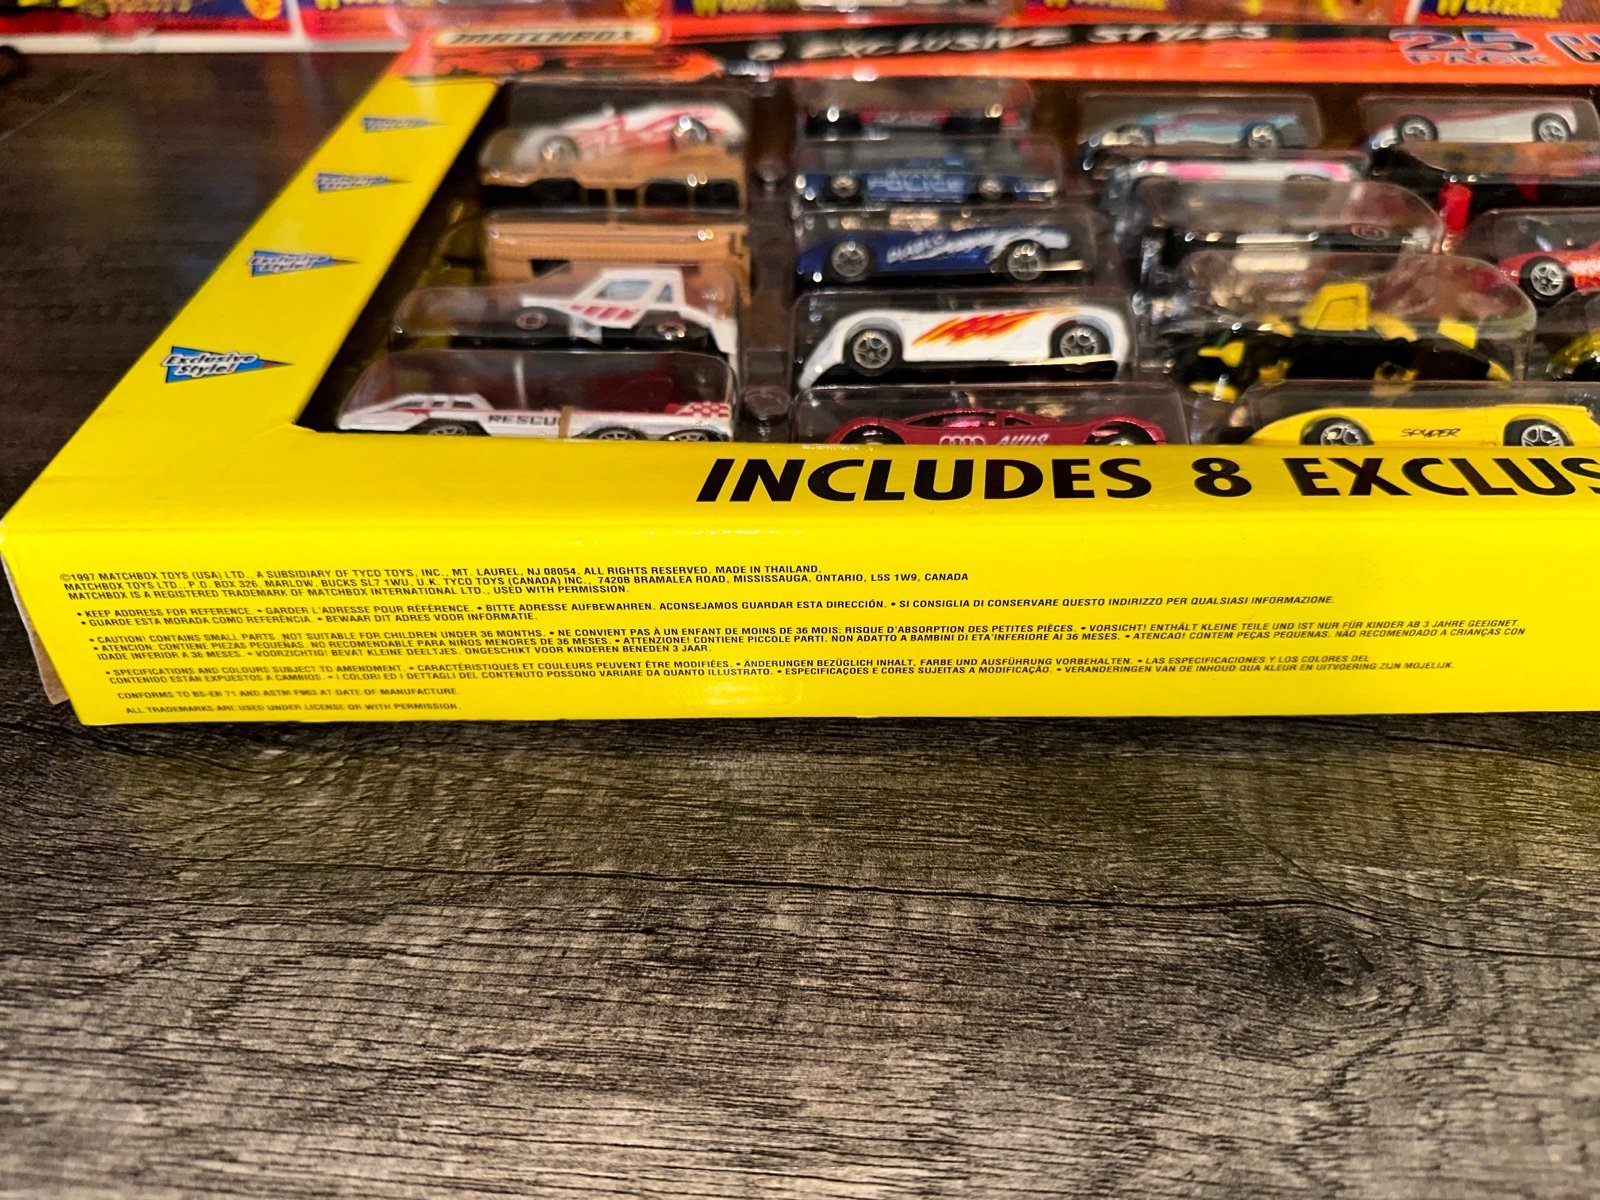 MATCHBOX
8 EXCLUSIVE STYLES
25
PACK
STATE
POLICE
DIABLO
Exclusive
Style!
Exclusive
Style!
Exclusive
Style!
Exclusive
Style!
RESCU
AVUS
SPYDER
INCLUDES 8 EXCLUS
©1997 MATCHBOX TOYS (USA) LTD., A SUBSIDIARY OF TYCO TOYS, INC., MT. LAUREL, NJ 08054. ALL RIGHTS RESERVED. MADE IN THAILAND.
MATCHBOX TOYS LTD., P.O. BOX 326, MARLOW, BUCKS SL7 1WU, U.K. TYCO TOYS (CANADA) INC., 7420B BRAMALEA ROAD, MISSISSAUGA, ONTARIO, L5S 1W9, CANADA
MATCHBOX IS A REGISTERED TRADEMARK OF MATCHBOX INTERNATIONAL LTD., USED WITH PERMISSION.
• KEEP ADDRESS FOR REFERENCE. • GARDER L'ADRESSE POUR RÉFÉRENCE. • BITTE ADRESSE AUFBEWAHREN. ACONSEJAMOS GUARDAR ESTA DIRECCIÓN. • SI CONSIGLIA DI CONSERVARE QUESTO INDIRIZZO PER QUALSIASI INFORMAZIONE.
• GUARDE ESTA MORADA COMO REFERÊNCIA. • BEWAAR DIT ADRES VOOR INFORMATIE.
• CAUTION! CONTAINS SMALL PARTS. NOT SUITABLE FOR CHILDREN UNDER 36 MONTHS. • NE CONVIENT PAS À UN ENFANT DE MOINS DE 36 MOIS: RISQUE D'ABSORPTION DES PETITES PIÈCES. • VORSICHT! ENTHÄLT KLEINE TEILE UND IST NUR FÜR KINDER AB 3 JAHRE GEEIGNET.
• ATENCION: CONTIENE PIEZAS PEQUEÑAS. NO RECOMENDABLE PARA NIÑOS MENORES DE 36 MESES. • ATTENZIONE! CONTIENE PICCOLE PARTI. NON ADATTO A BAMBINI DI ETA'INFERIORE AI 36 MESES. • ATENCAO! CONTEM PEÇAS PEQUENAS. NÃO RECOMENDADO A CRIANÇAS CON
IDADE INFERIOR A 36 MESES. • VOORZICHTIG! BEVAT KLEINE DEELTJES. ONGESCHIKT VOOR KINDEREN BENEDEN 3 JAAR.
• SPECIFICATIONS AND COLOURS SUBJECT TO AMENDMENT. • CARACTÉRISTIQUES ET COULEURS PEUVENT ÊTRE MODIFIÉES. • ÄNDERUNGEN BEZÜGLICH INHALT, FARBE UND AUSFÜHRUNG VORBEHALTEN. • LAS ESPECIFICACIONES Y LOS COLORES DEL
CONTENIDO ESTÁN EXPUESTOS A CAMBIOS. • I COLORI ED I DETTAGLI DEL CONTENUTO POSSONO VARIARE DA QUANTO ILLUSTRATO. • ESPECIFICAÇOES E CORES SUJEITAS A MODIFICAÇÃO. • VERANDERINGEN VAN DE INHOUD QUA KLEUR EN UITVOERING ZIJN MOJELIJK.
CONFORMS TO BS-EN 71 AND ASTM F963 AT DATE OF MANUFACTURE.
ALL TRADEMARKS ARE USED UNDER LICENSE OR WITH PERMISSION.